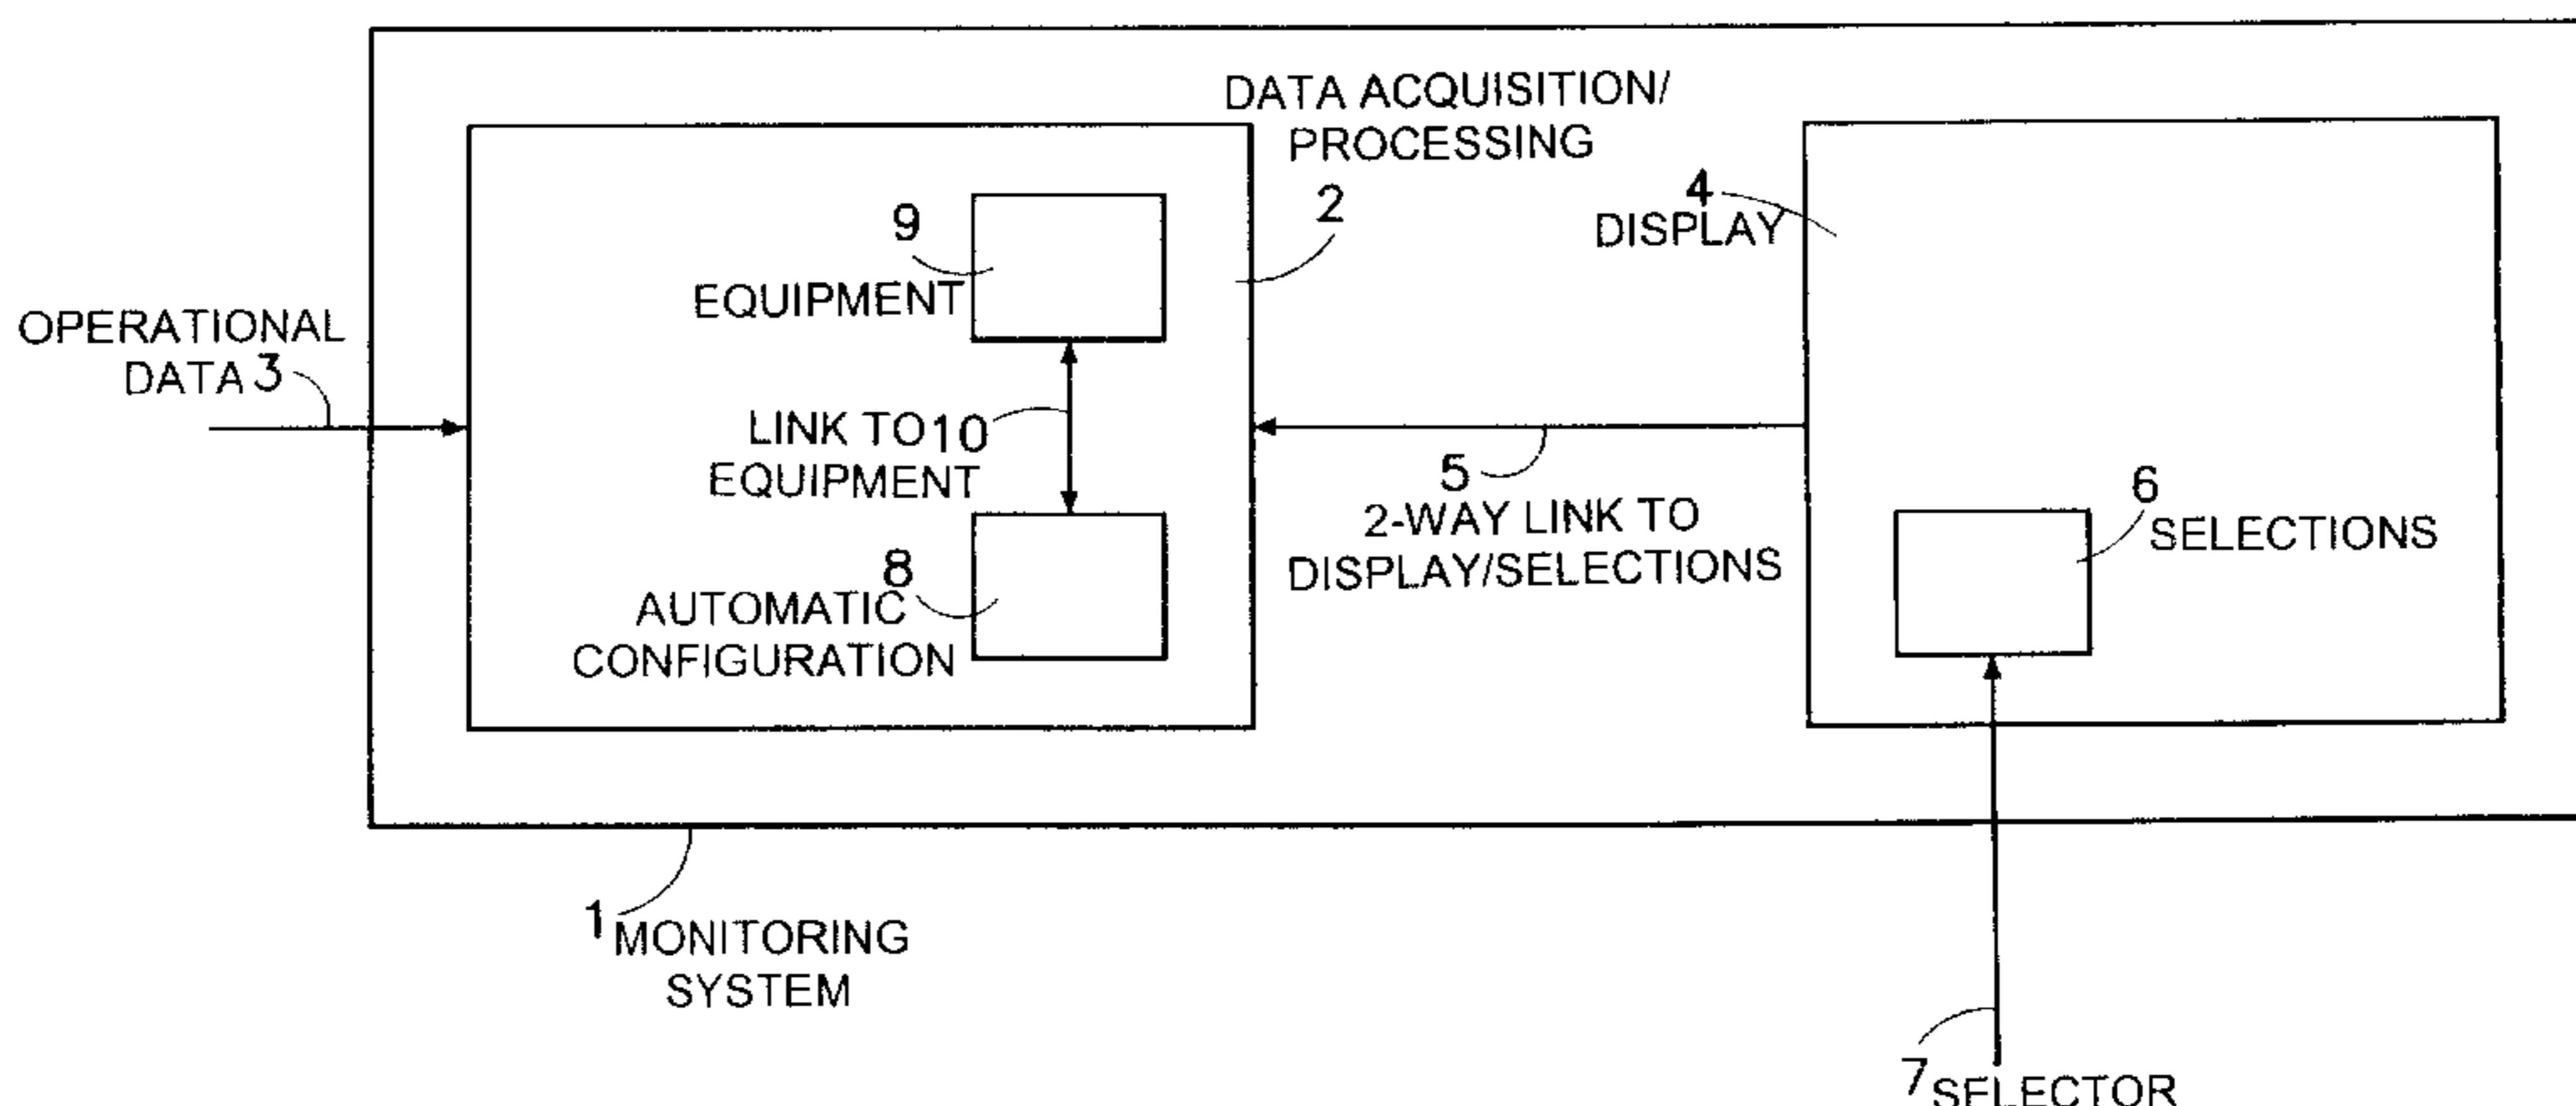 DATA ACQUISITION/
PROCESSING
2
4
DISPLAY
9
EQUIPMENT
OPERATIONAL
DATA 3
LINK TO 10
EQUIPMENT
5
2-WAY LINK TO
DISPLAY/SELECTIONS
6
SELECTIONS
8
AUTOMATIC
CONFIGURATION
1 MONITORING
SYSTEM
7 SELECTOR